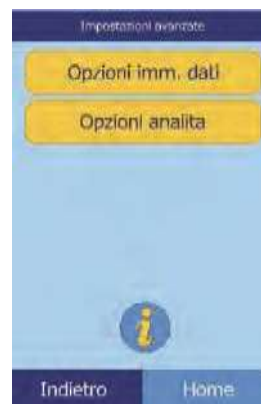 Impostazioni avanzate
Opzioni imm. dati
Opzioni analita
i
Indietro Home